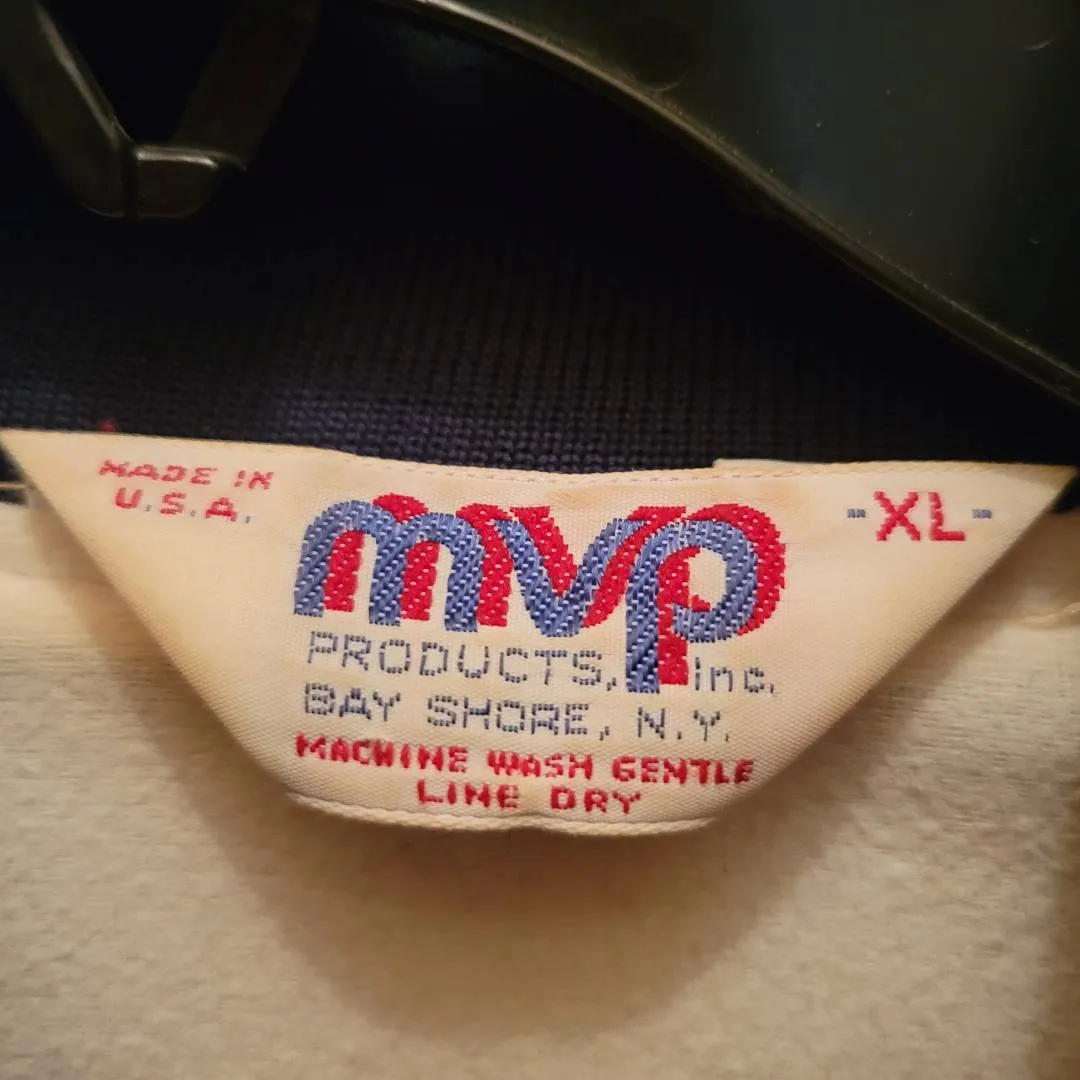 MADE IN
U.S.A.
mvp
-XL-
PRODUCTS, inc.
BAY SHORE, N.Y.
MACHINE WASH GENTLE
LINE DRY